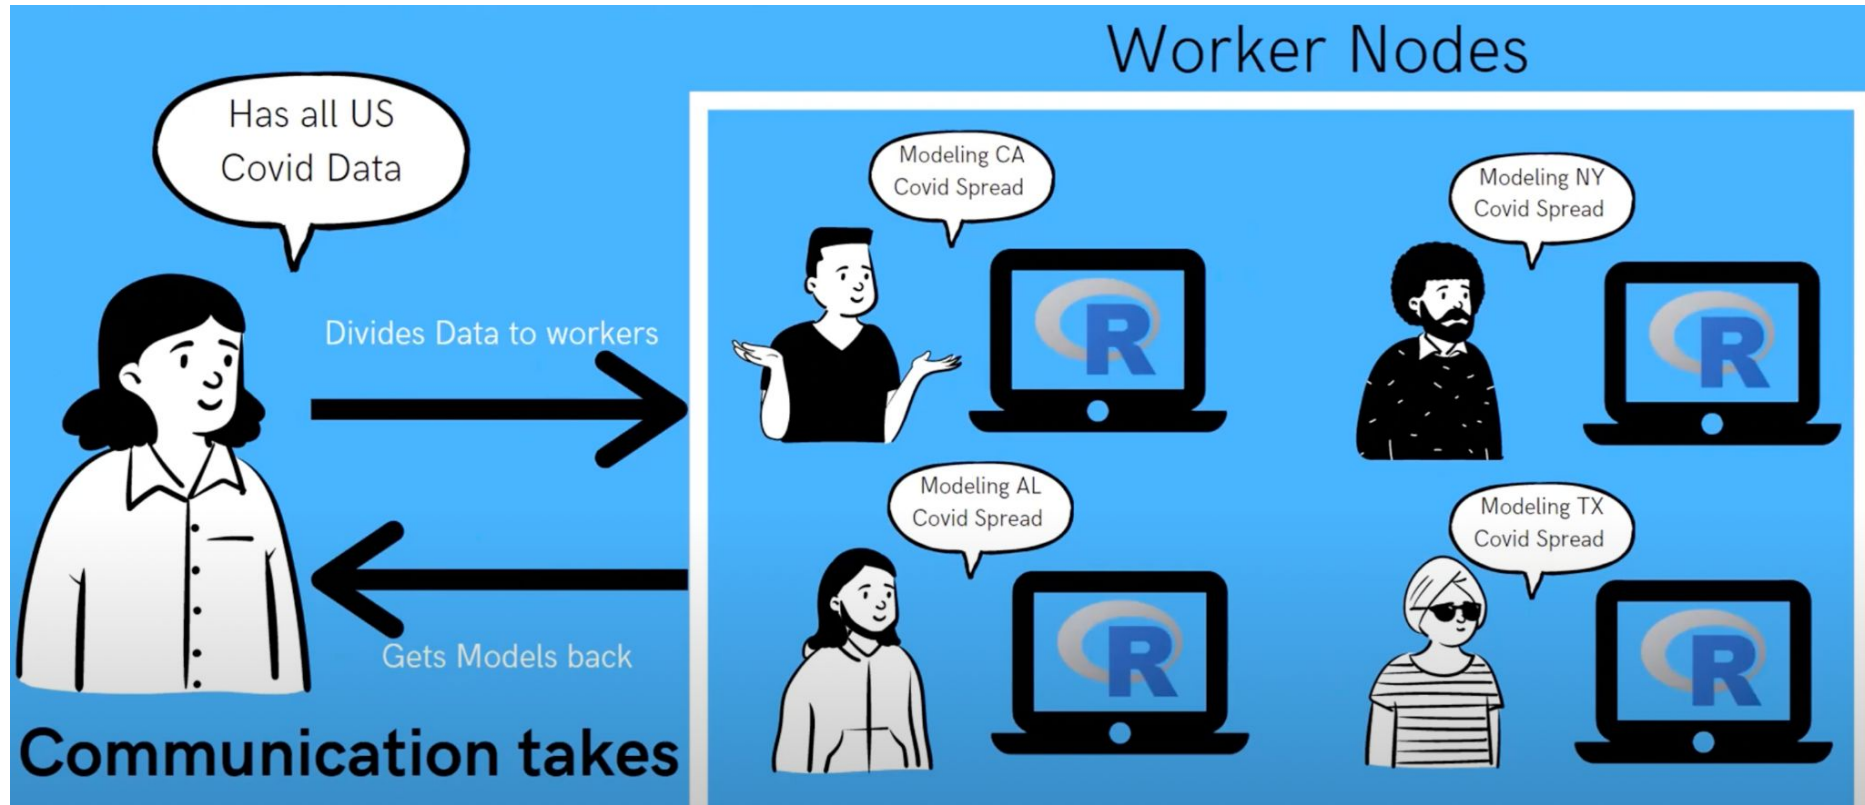 Worker Nodes
Has all US
Covid Data
Divides Data to workers
Gets Models back
Communication takes
Modeling CA
Covid Spread
R
Modeling NY
Covid Spread
R
Modeling AL
Covid Spread
R
Modeling TX
Covid Spread
R